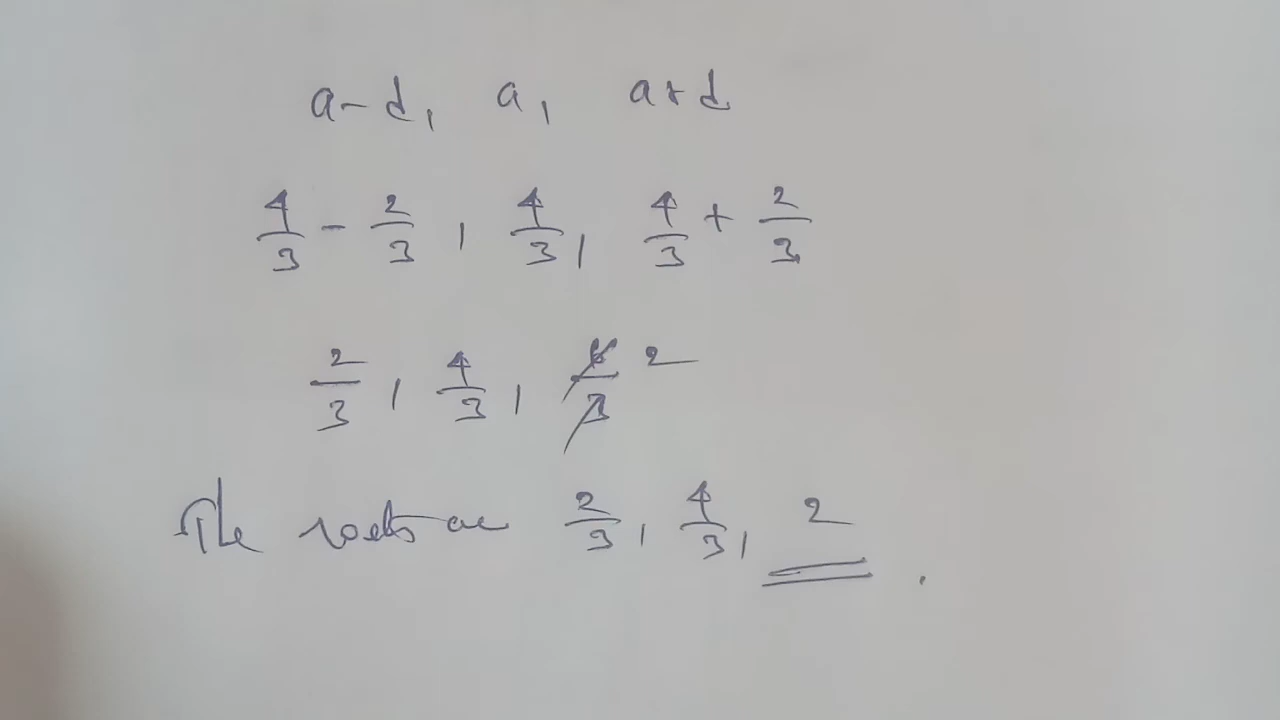 a-d, a, a+d
4/3 - 2/3, 4/3, 4/3 + 2/3
2/3, 4/3, 6/3 2
The roots are 2/3, 4/3, 2.